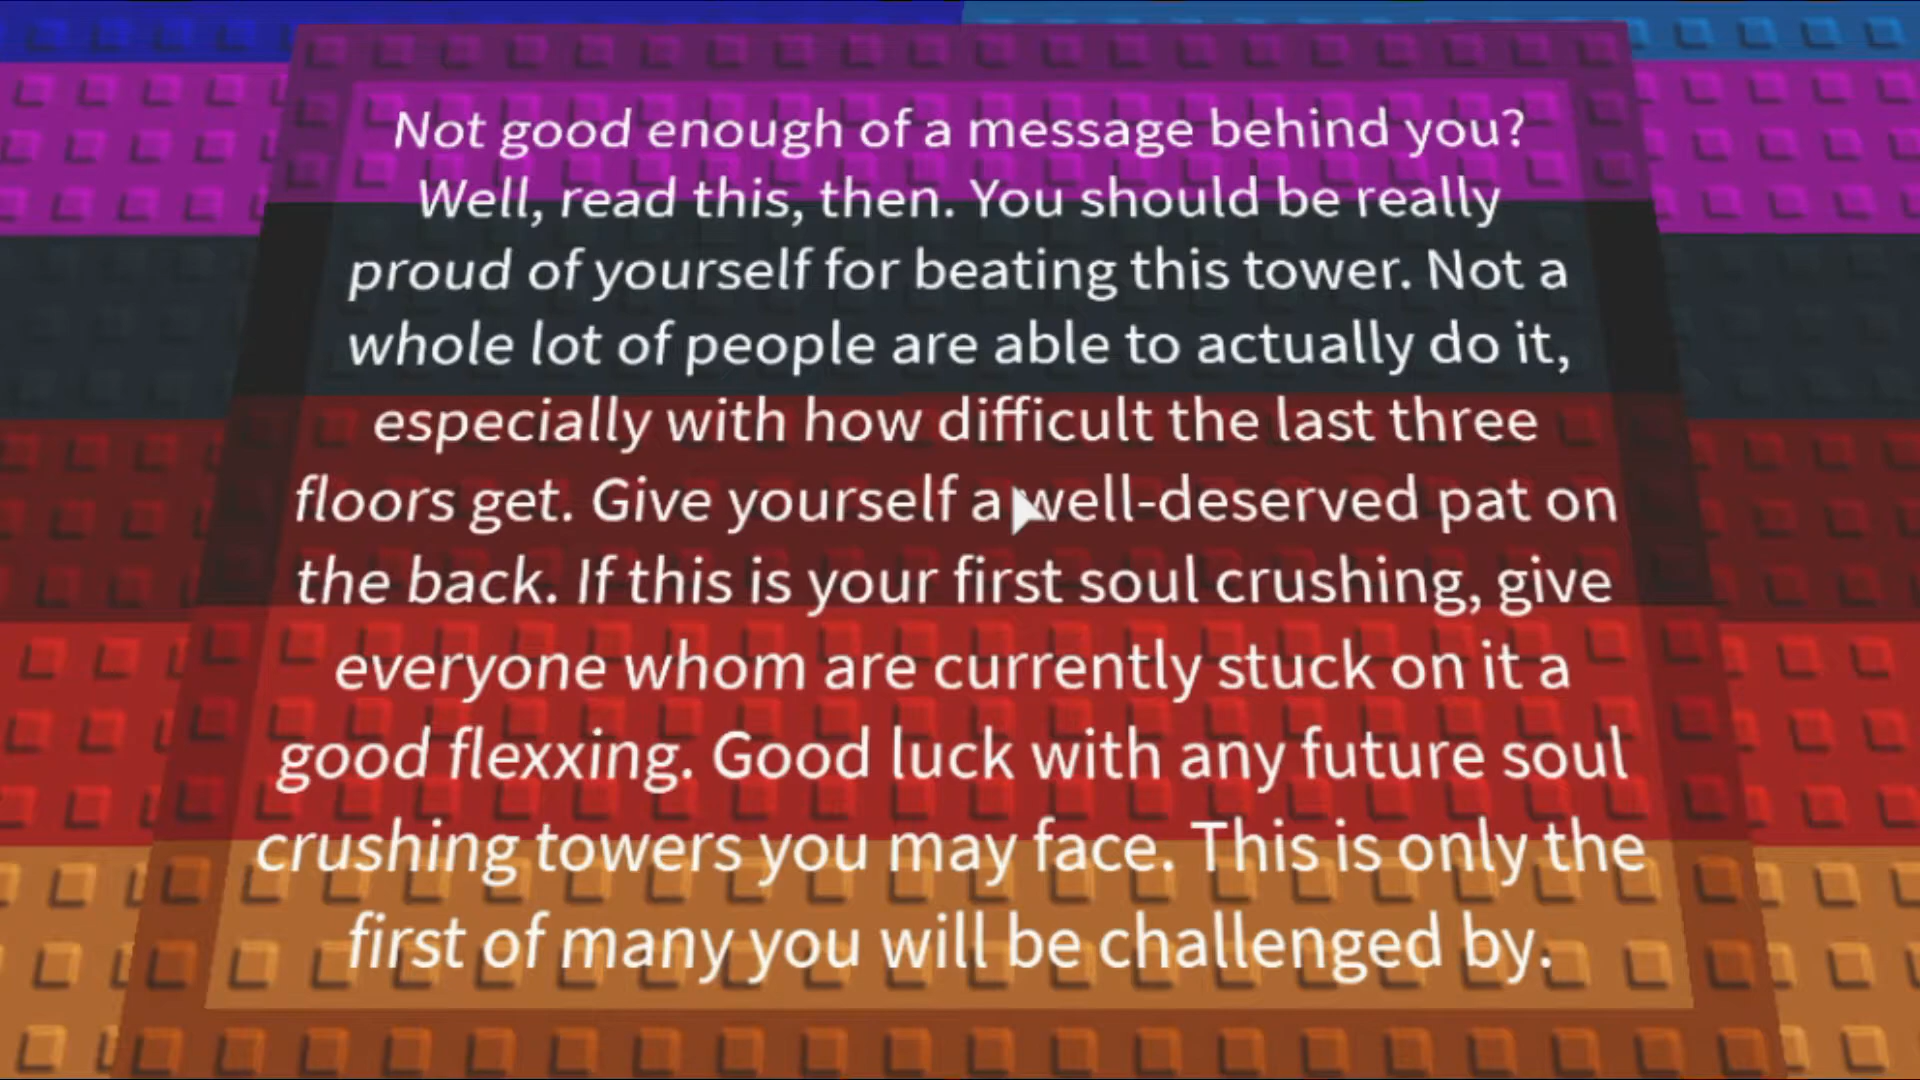 Not good enough of a message behind you?
Well, read this, then. You should be really
proud of yourself for beating this tower. Not a
whole lot of people are able to actually do it,
especially with how difficult the last three
floors get. Give yourself a well-deserved pat on
the back. If this is your first soul crushing, give
everyone whom are currently stuck on it a
good flexxing. Good luck with any future soul
crushing towers you may face. This is only the
first of many you will be challenged by.